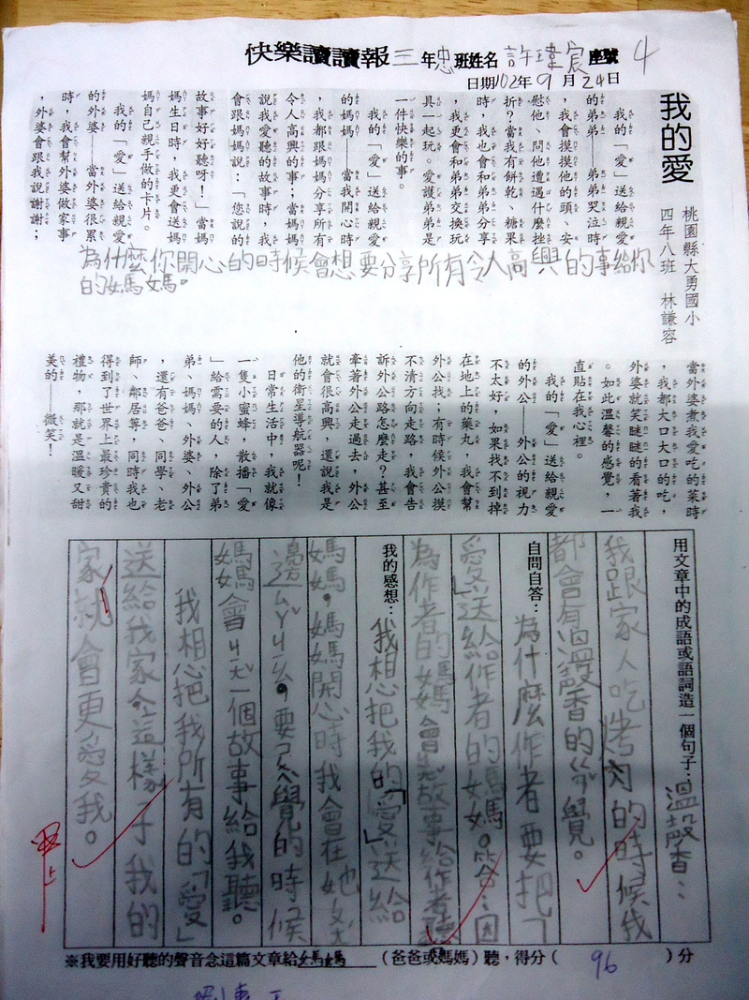 快樂讀讀報三年忠班姓名許瑋宸座號4
日期102年9月24日
我的愛
桃園縣大勇國小
四年八班 林謙容
我的「愛」送給親愛
的弟弟——弟弟哭泣時
，我會摸摸他的頭、安
慰他、問他遭遇什麼挫
折？當我有餅乾、糖果
時，我也會和弟弟分享
，我更會和弟弟交換玩
具一起玩。愛護弟弟是
一件快樂的事。
我的「愛」送給親愛
的媽媽——當我開心時
，我都跟媽媽分享所有
令人高興的事；當媽媽
說我愛聽的故事時，我
會跟媽媽說：「您說的
故事好好聽呀！」當媽
媽生日時，我更會送媽
媽自己親手做的卡片。
我的「愛」送給親愛
的外婆——當外婆很累
時，我會幫外婆做家事
，外婆會跟我說謝謝；
為什麼你開心的時候會想要分享所有令人高興的事給你
的媽媽。
當外婆煮我愛吃的菜時
，我都大口大口的吃，
外婆就笑瞇瞇的看著我
。如此溫馨的感覺，一
直貼在我心裡。
我的「愛」送給親愛
的外公——外公的視力
不太好，如果找不到掉
在地上的藥丸，我會幫
外公找；有時候外公摸
不清方向走路，我會告
訴外公路怎麼走？甚至
牽著外公走過去，外公
就會很高興，還說我是
他的衛星導航器呢！
日常生活中，我就像
一隻小蜜蜂，散播「愛
」給需要的人，除了弟
弟、媽媽、外婆、外公
，還有爸爸、同學、老
師、鄰居等，同時我也
得到了世界上最珍貴的
禮物，那就是溫暖又甜
美的——微笑！
用文章中的成語或語詞造一個句子：溫馨：
我跟家人吃烤肉的時候我
都會有溫馨的ㄍㄢˇ覺。
自問自答：為什麼作者要把「
愛」送給作者的媽媽。答：因
為作者的媽媽會故事給作者聽
我的感想：我想把我的「愛」送給
媽媽，媽媽開心時我會在她
邊ㄠˇㄐㄧㄠˋ，要ㄕㄨㄟˋ覺的時候
媽媽會ㄐㄧㄤˇ一個故事給我聽。
我想把我所有的「愛」
送給我家人這樣子我的
家就會更愛我。
※我要用好聽的聲音念這篇文章給媽媽（爸爸或媽媽）聽，得分（96）分